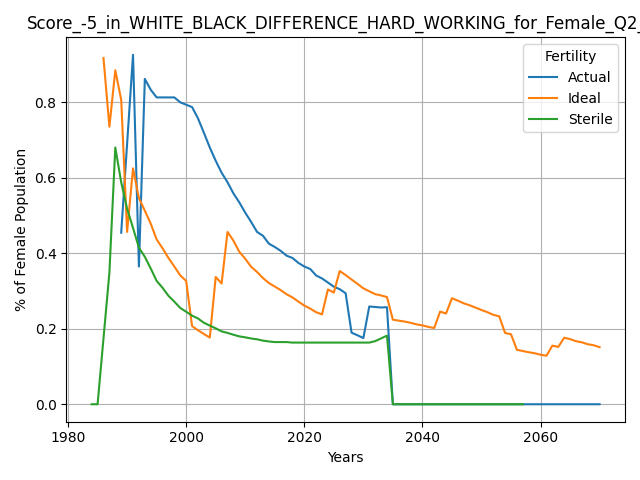 Score_-5_in_WHITE_BLACK_DIFFERENCE_HARD_WORKING_for_Female_Q2_
Fertility
Actual
Ideal
Sterile
% of Female Population
0.8
0.6
0.4
0.2
0.0
1980
2000
2020
2040
2060
Years